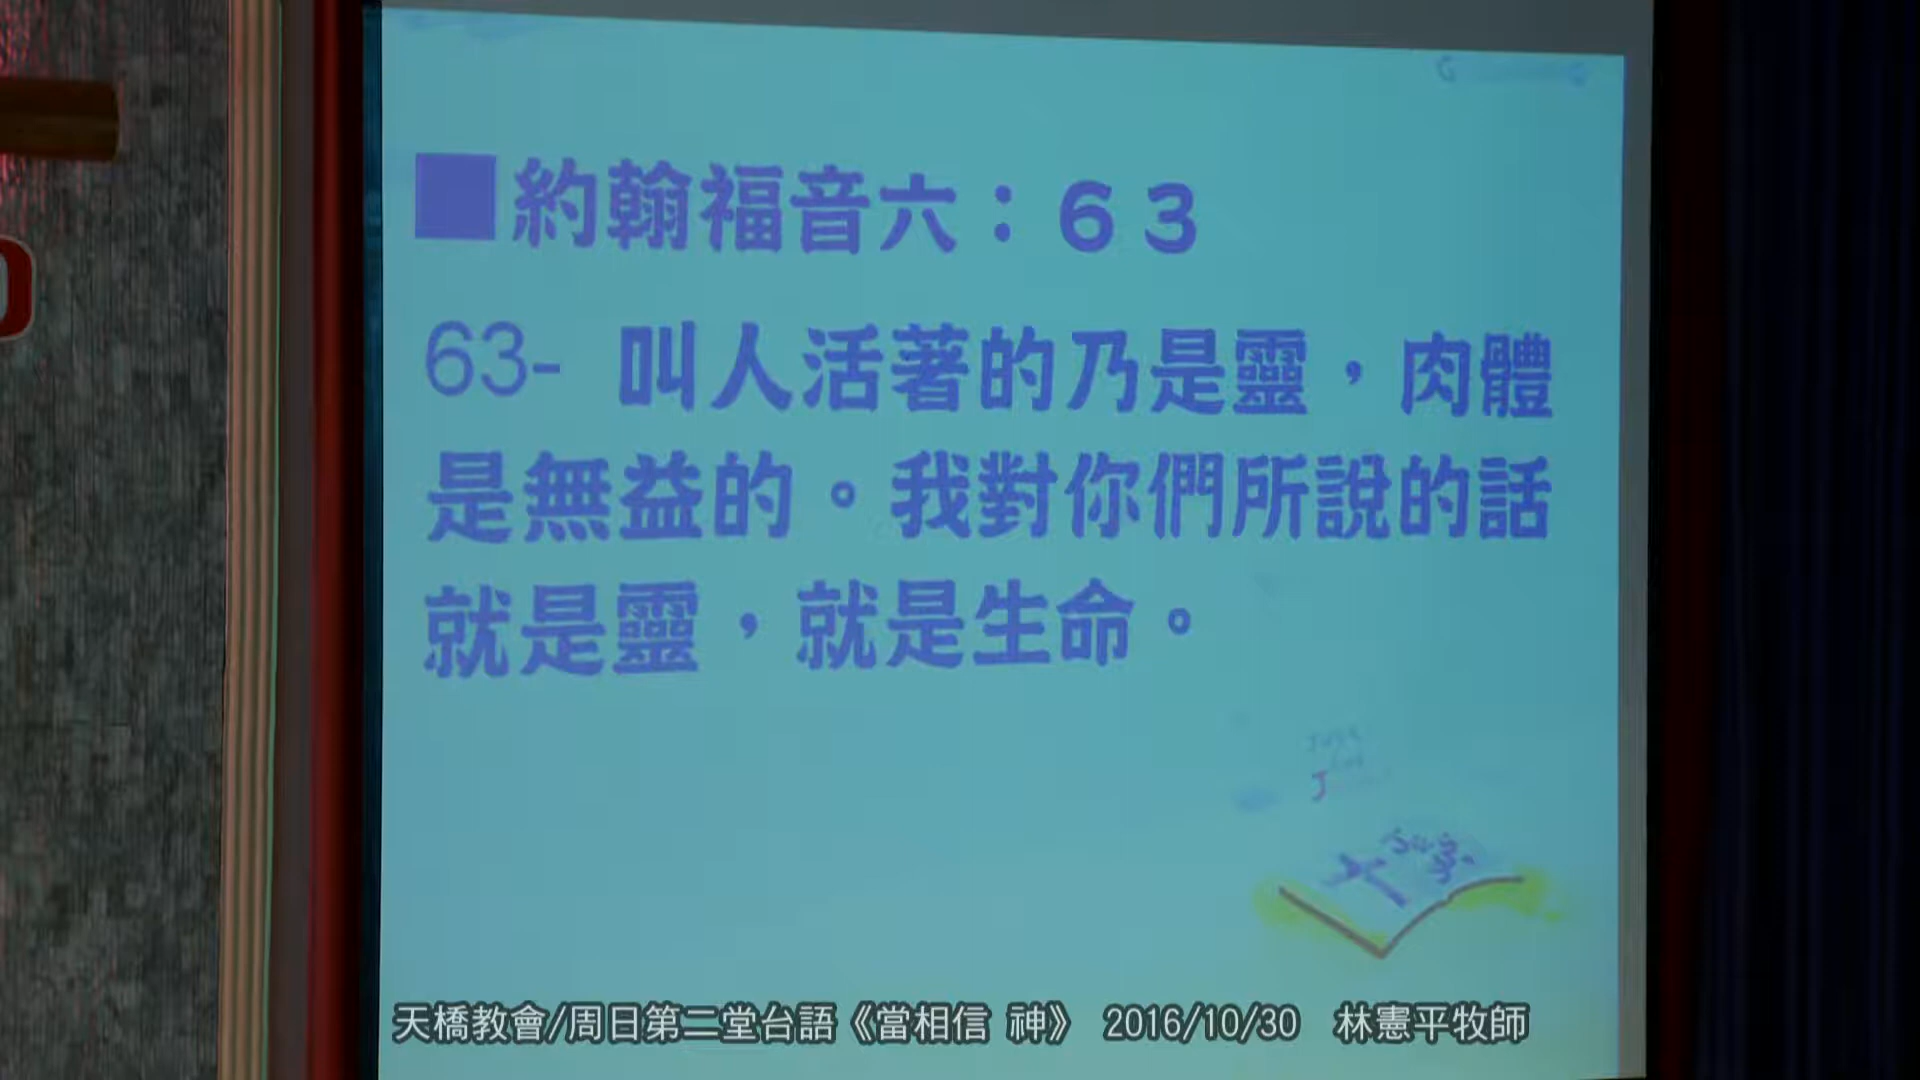 ■約翰福音六：６３
63- 叫人活著的乃是靈，肉體
是無益的。我對你們所說的話
就是靈，就是生命。
天橋教會/周日第二堂台語《當相信 神》 2016/10/30 林憲平牧師